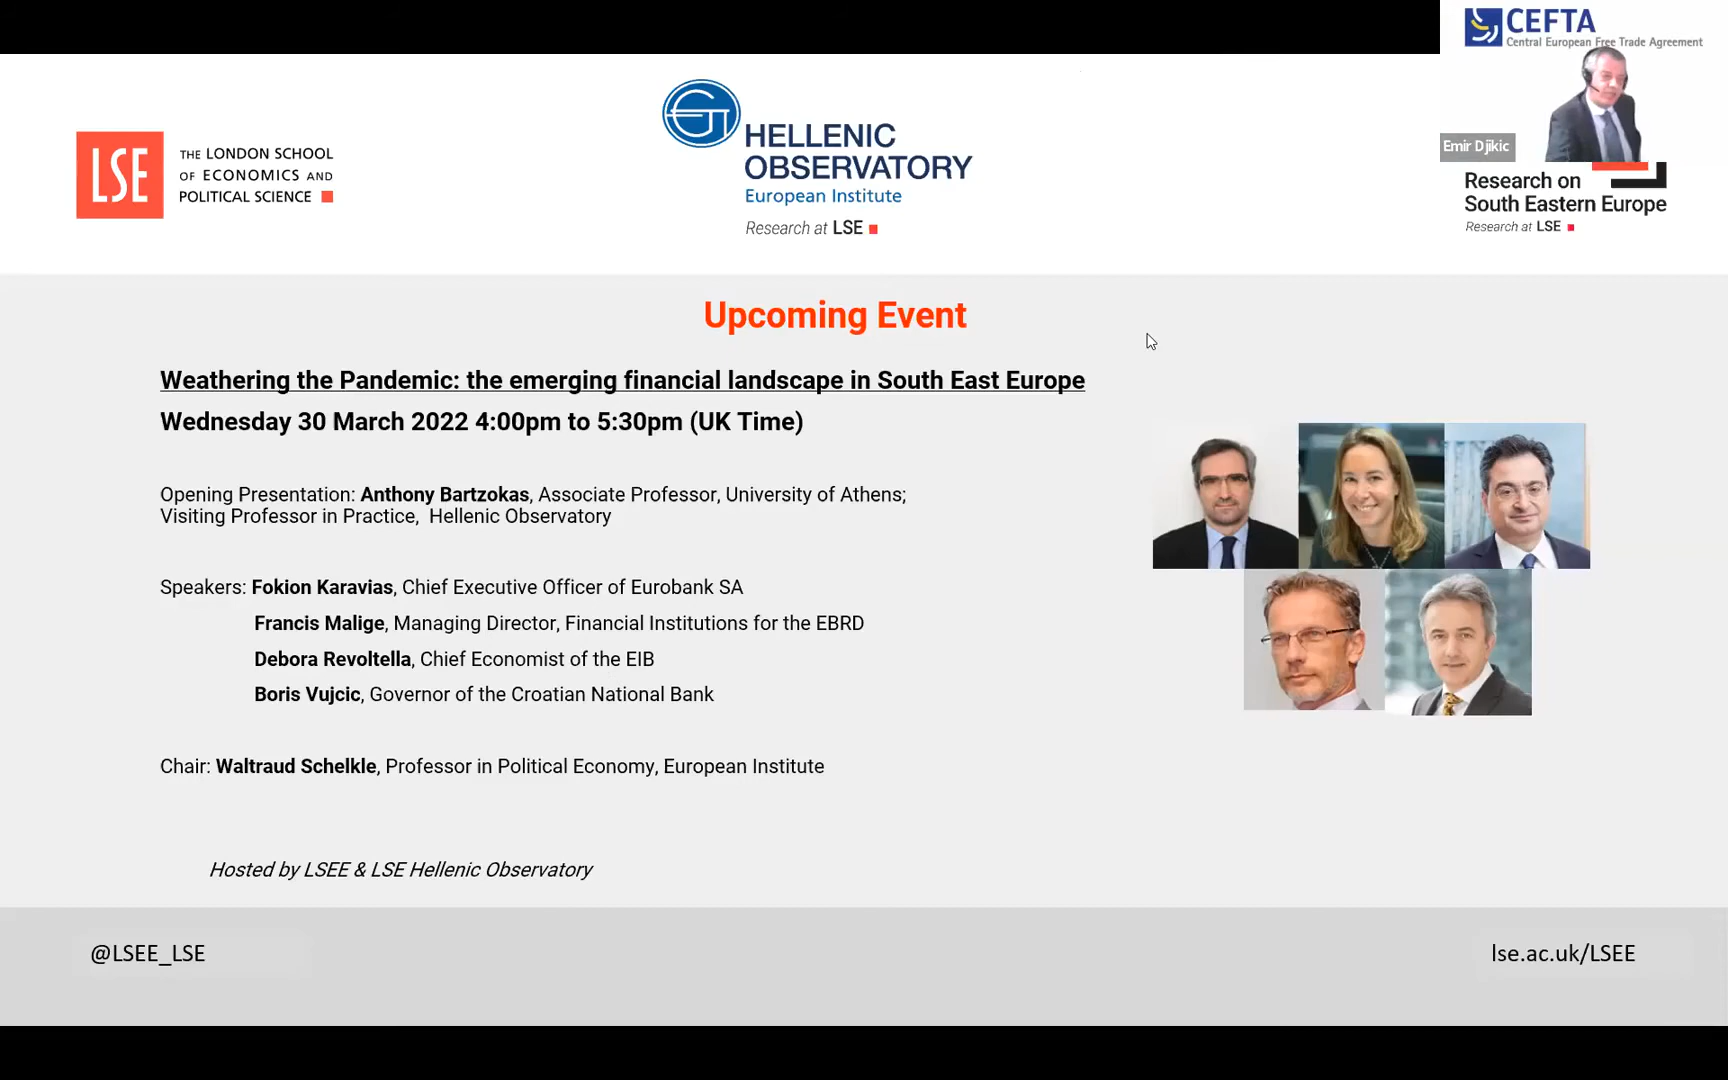 CEFTA
Central European Free Trade Agreement
Emir Djikic
LSE
THE LONDON SCHOOL
OF ECONOMICS AND
POLITICAL SCIENCE
HELLENIC
OBSERVATORY
European Institute
Research at LSE
Research on
South Eastern Europe
Research at LSE
Upcoming Event
Weathering the Pandemic: the emerging financial landscape in South East Europe
Wednesday 30 March 2022 4:00pm to 5:30pm (UK Time)
Opening Presentation: Anthony Bartzokas, Associate Professor, University of Athens;
Visiting Professor in Practice, Hellenic Observatory
Speakers: Fokion Karavias, Chief Executive Officer of Eurobank SA
Francis Malige, Managing Director, Financial Institutions for the EBRD
Debora Revoltella, Chief Economist of the EIB
Boris Vujcic, Governor of the Croatian National Bank
Chair: Waltraud Schelkle, Professor in Political Economy, European Institute
Hosted by LSEE & LSE Hellenic Observatory
@LSEE_LSE
lse.ac.uk/LSEE